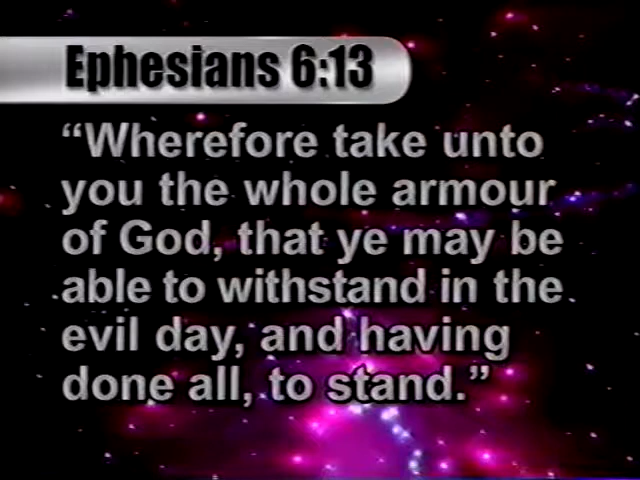 Ephesians 6:13
“Wherefore take unto
you the whole armour
of God, that ye may be
able to withstand in the
evil day, and having
done all, to stand.”